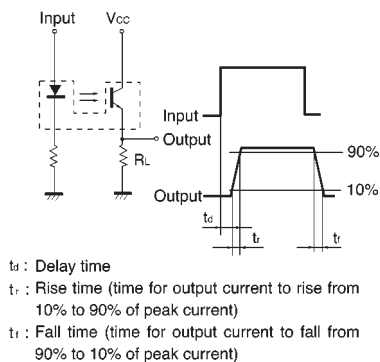 Input
Vcc
Output
RL
Input
Output
90%
10%
td
tr
tf
td : Delay time
tr : Rise time (time for output current to rise from
10% to 90% of peak current)
tf : Fall time (time for output current to fall from
90% to 10% of peak current)